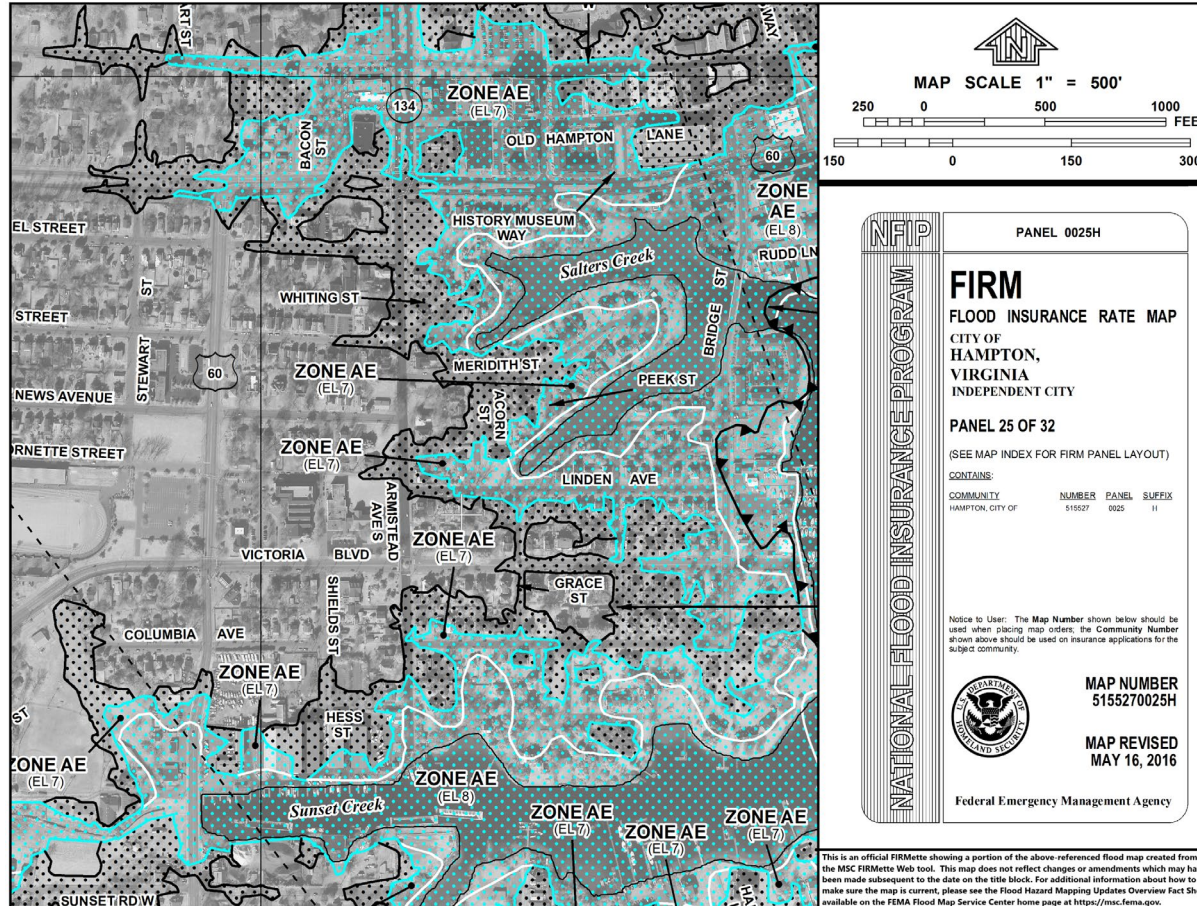 ART ST
WAY
ZONE AE
(EL 7)
134
OLD HAMPTON LANE
BACON
ST
60
ZONE
AE
(EL 8)
HISTORY MUSEUM
WAY
EL STREET
RUDD LN
Salters Creek
WHITING ST
BRIDGE ST
STREET
STEWART ST
MERIDITH ST
60
ZONE AE
(EL 7)
PEEK ST
NEWS AVENUE
ACORN
ST
ORNETTE STREET
ZONE AE
(EL 7)
LINDEN AVE
ARMISTEAD
AVE S
ZONE AE
(EL 7)
VICTORIA BLVD
GRACE
ST
SHIELDS ST
COLUMBIA AVE
ZONE AE
(EL 7)
HESS
ST
ST
ZONE AE
(EL 7)
ZONE AE
(EL 8)
Sunset Creek
ZONE AE
(EL 7)
ZONE AE
(EL 7)
ZONE AE
(EL 7)
HA
SUNSET RD W
N
MAP SCALE 1" = 500'
250 0 500 1000
FEE
150 0 150 300
NFIP
NATIONAL FLOOD INSURANCE PROGRAM
PANEL 0025H
FIRM
FLOOD INSURANCE RATE MAP
CITY OF
HAMPTON,
VIRGINIA
INDEPENDENT CITY
PANEL 25 OF 32
(SEE MAP INDEX FOR FIRM PANEL LAYOUT)
CONTAINS:
COMMUNITY NUMBER PANEL SUFFIX
HAMPTON, CITY OF 515527 0025 H
Notice to User: The Map Number shown below should be
used when placing map orders; the Community Number
shown above should be used on insurance applications for the
subject community.
U.S. DEPARTMENT OF
HOMELAND SECURITY
MAP NUMBER
5155270025H
MAP REVISED
MAY 16, 2016
Federal Emergency Management Agency
This is an official FIRMette showing a portion of the above-referenced flood map created from
the MSC FIRMette Web tool. This map does not reflect changes or amendments which may ha
been made subsequent to the date on the title block. For additional information about how to
make sure the map is current, please see the Flood Hazard Mapping Updates Overview Fact Sh
available on the FEMA Flood Map Service Center home page at https://msc.fema.gov.